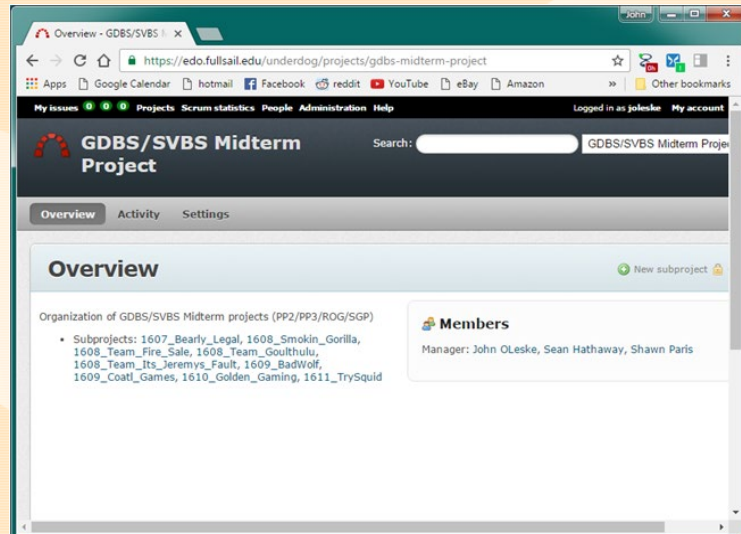 John
Overview - GDBS/SVBS M
https://edo.fullsail.edu/underdog/projects/gdbs-midterm-project
0h
Apps Google Calendar hotmail Facebook reddit YouTube eBay Amazon » Other bookmarks
My issues 0 0 0 Projects Scrum statistics People Administration Help Logged in as joleske My account
GDBS/SVBS Midterm Project
Search: GDBS/SVBS Midterm Proje
Overview Activity Settings
Overview
New subproject
Organization of GDBS/SVBS Midterm projects (PP2/PP3/ROG/SGP)
• Subprojects: 1607_Bearly_Legal, 1608_Smokin_Gorilla,
1608_Team_Fire_Sale, 1608_Team_Goulthulu,
1608_Team_Its_Jeremys_Fault, 1609_BadWolf,
1609_Coatl_Games, 1610_Golden_Gaming, 1611_TrySquid
Members
Manager: John OLeske, Sean Hathaway, Shawn Paris